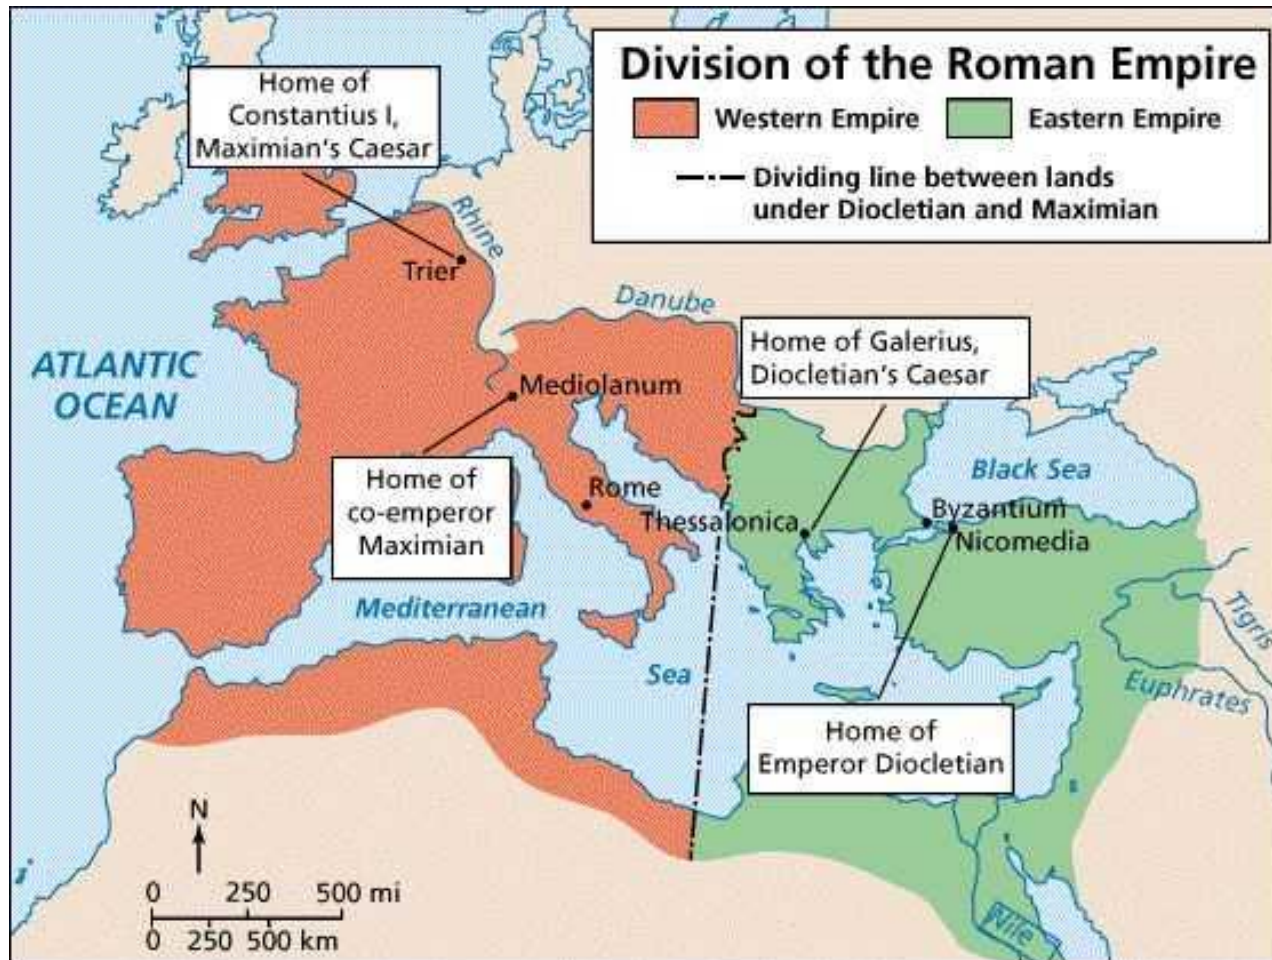 Division of the Roman Empire
Western Empire
Eastern Empire
Dividing line between lands
under Diocletian and Maximian
Home of
Constantius I,
Maximian's Caesar
Rhine
Trier
Danube
Home of Galerius,
Diocletian's Caesar
ATLANTIC
OCEAN
Mediolanum
Black Sea
Home of
co-emperor
Maximian
Rome
Thessalonica
Byzantium
Nicomedia
Mediterranean
Sea
Tigris
Euphrates
Home of
Emperor Diocletian
N
0 250 500 mi
0 250 500 km
Nile